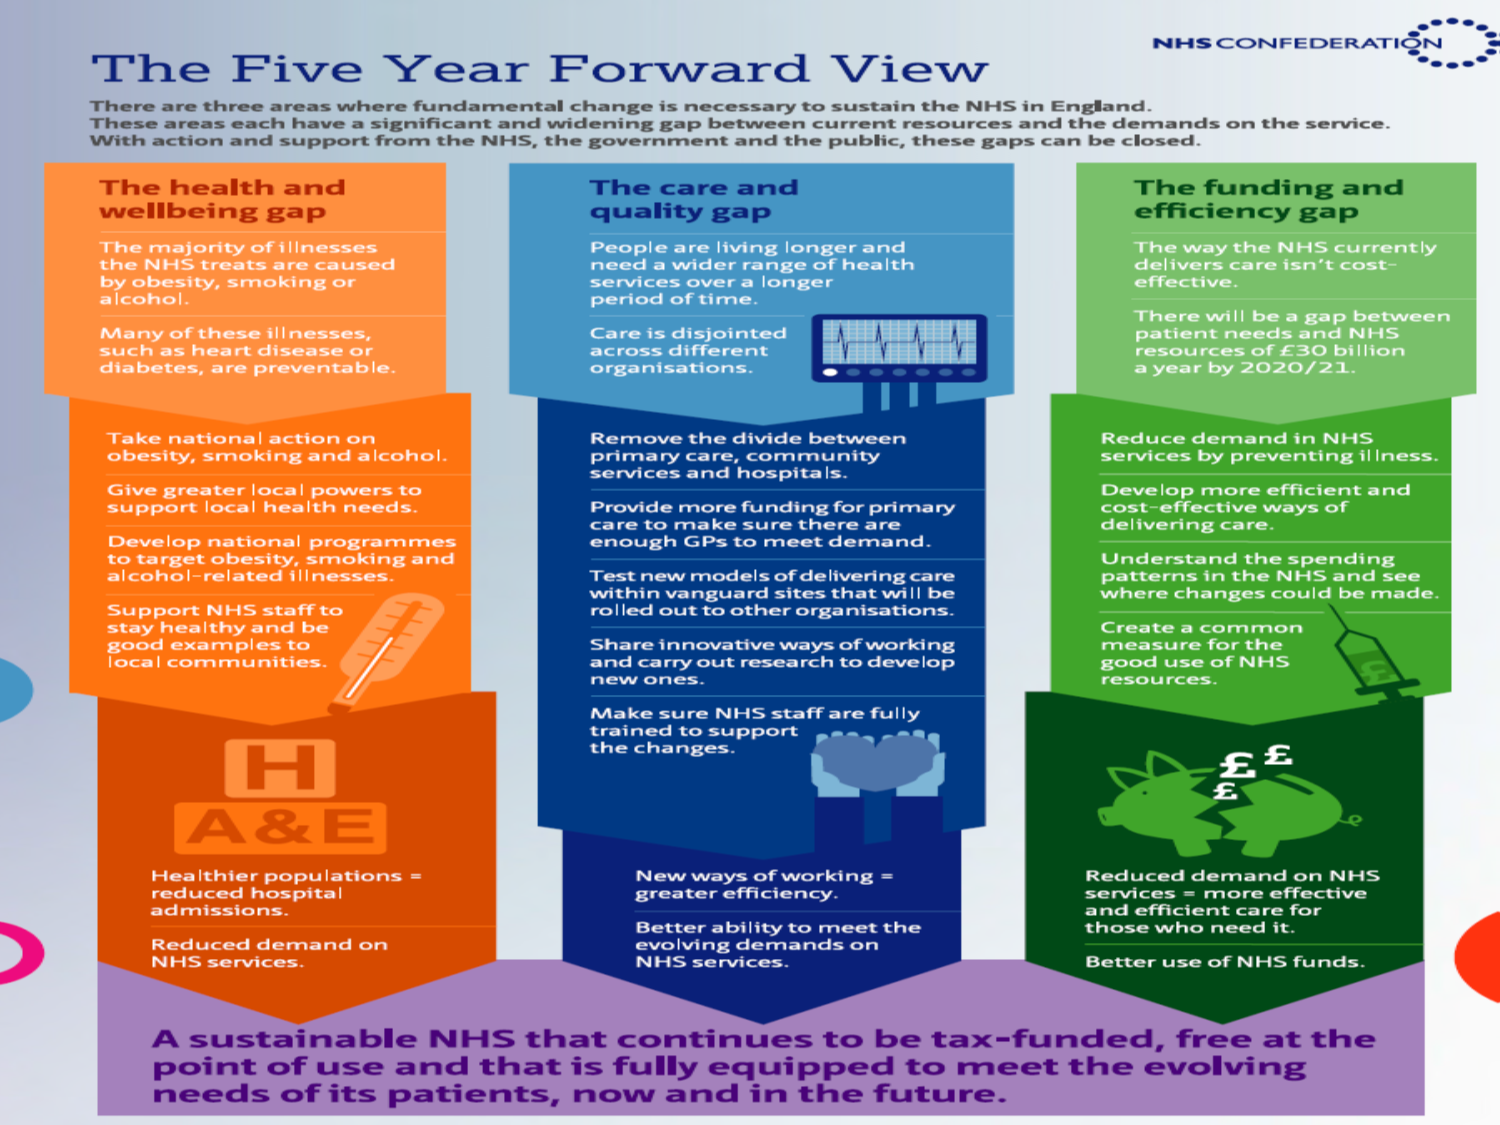 NHS CONFEDERATION
The Five Year Forward View
There are three areas where fundamental change is necessary to sustain the NHS in England.
These areas each have a significant and widening gap between current resources and the demands on the service.
With action and support from the NHS, the government and the public, these gaps can be closed.
The health and
wellbeing gap
The majority of illnesses
the NHS treats are caused
by obesity, smoking or
alcohol.
Many of these illnesses,
such as heart disease or
diabetes, are preventable.
Take national action on
obesity, smoking and alcohol.
Give greater local powers to
support local health needs.
Develop national programmes
to target obesity, smoking and
alcohol-related illnesses.
Support NHS staff to
stay healthy and be
good examples to
local communities.
H
A&E
Healthier populations =
reduced hospital
admissions.
Reduced demand on
NHS services.
The care and
quality gap
People are living longer and
need a wider range of health
services over a longer
period of time.
Care is disjointed
across different
organisations.
Remove the divide between
primary care, community
services and hospitals.
Provide more funding for primary
care to make sure there are
enough GPs to meet demand.
Test new models of delivering care
within vanguard sites that will be
rolled out to other organisations.
Share innovative ways of working
and carry out research to develop
new ones.
Make sure NHS staff are fully
trained to support
the changes.
New ways of working =
greater efficiency.
Better ability to meet the
evolving demands on
NHS services.
The funding and
efficiency gap
The way the NHS currently
delivers care isn't cost-
effective.
There will be a gap between
patient needs and NHS
resources of £30 billion
a year by 2020/21.
Reduce demand in NHS
services by preventing illness.
Develop more efficient and
cost-effective ways of
delivering care.
Understand the spending
patterns in the NHS and see
where changes could be made.
Create a common
measure for the
good use of NHS
resources.
£
£ £
£
Reduced demand on NHS
services = more effective
and efficient care for
those who need it.
Better use of NHS funds.
A sustainable NHS that continues to be tax-funded, free at the
point of use and that is fully equipped to meet the evolving
needs of its patients, now and in the future.